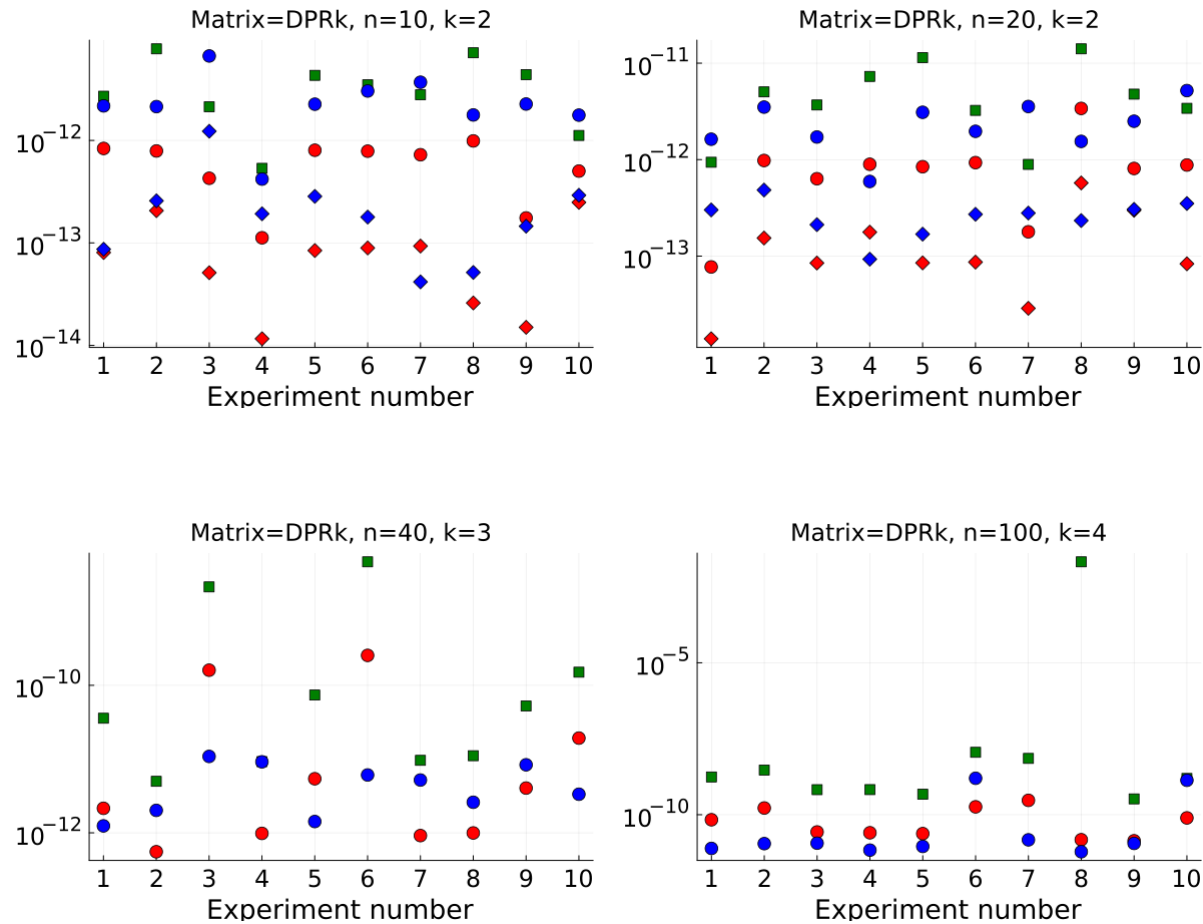 Matrix=DPRk, n=10, k=2
10−12
10−13
10−14
1 2 3 4 5 6 7 8 9 10
Experiment number
Matrix=DPRk, n=20, k=2
10−11
10−12
10−13
1 2 3 4 5 6 7 8 9 10
Experiment number
Matrix=DPRk, n=40, k=3
10−10
10−12
1 2 3 4 5 6 7 8 9 10
Experiment number
Matrix=DPRk, n=100, k=4
10−5
10−10
1 2 3 4 5 6 7 8 9 10
Experiment number